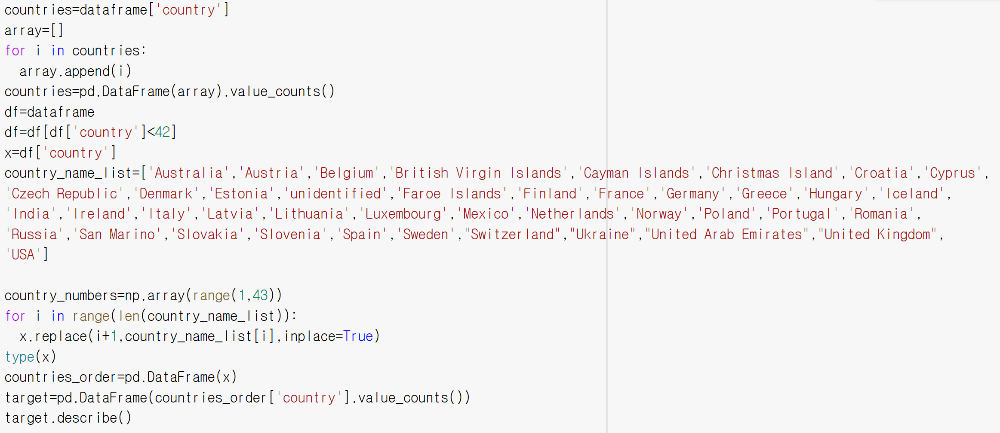 countries=dataframe['country']
array=[]
for i in countries:
  array.append(i)
countries=pd.DataFrame(array).value_counts()
df=dataframe
df=df[df['country']<42]
x=df['country']
country_name_list=['Australia','Austria','Belgium','British Virgin Islands','Cayman Islands','Christmas Island','Croatia','Cyprus',
'Czech Republic','Denmark','Estonia','unidentified','Faroe Islands','Finland','France','Germany','Greece','Hungary','Iceland',
'India','Ireland','Italy','Latvia','Lithuania','Luxembourg','Mexico','Netherlands','Norway','Poland','Portugal','Romania',
'Russia','San Marino','Slovakia','Slovenia','Spain','Sweden',"Switzerland","Ukraine","United Arab Emirates","United Kingdom",
'USA']
country_numbers=np.array(range(1,43))
for i in range(len(country_name_list)):
  x.replace(i+1,country_name_list[i],inplace=True)
type(x)
countries_order=pd.DataFrame(x)
target=pd.DataFrame(countries_order['country'].value_counts())
target.describe()